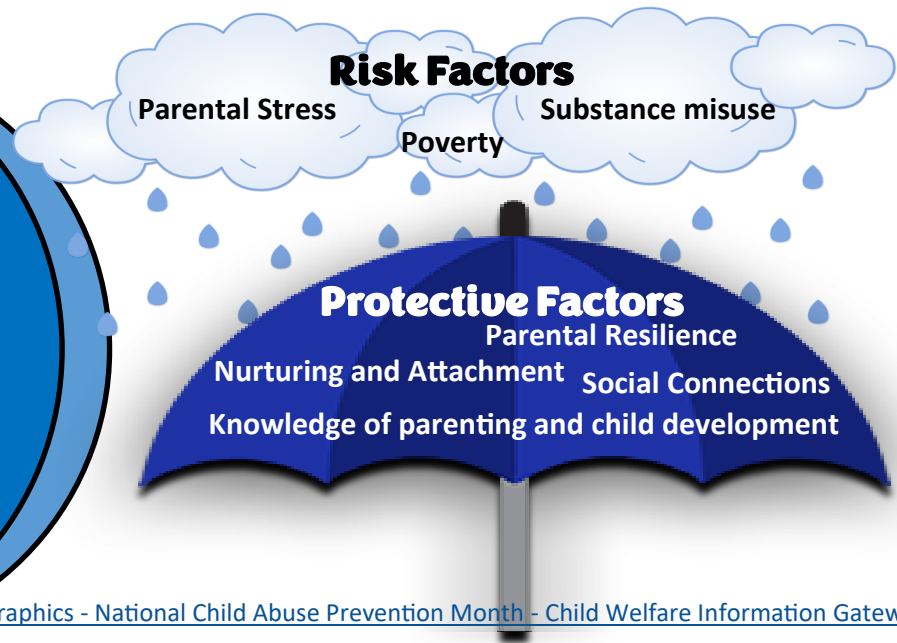 Risk Factors
Parental Stress
Substance misuse
Poverty
Protective Factors
Parental Resilience
Nurturing and Attachment
Social Connections
Knowledge of parenting and child development
raphics - National Child Abuse Prevention Month - Child Welfare Information Gatew